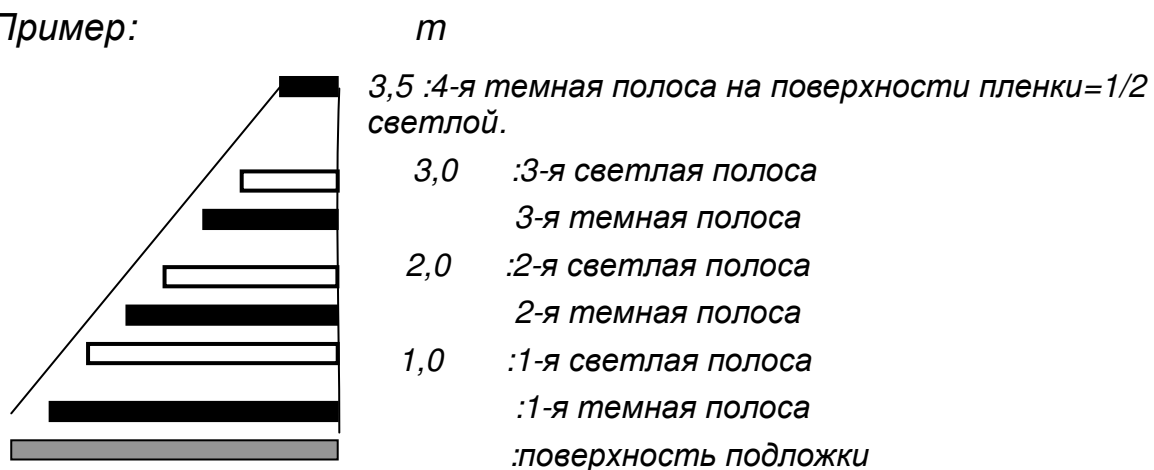 Пример: m
3,5 :4-я темная полоса на поверхности пленки=1/2
светлой.
3,0 :3-я светлая полоса
3-я темная полоса
2,0 :2-я светлая полоса
2-я темная полоса
1,0 :1-я светлая полоса
:1-я темная полоса
:поверхность подложки